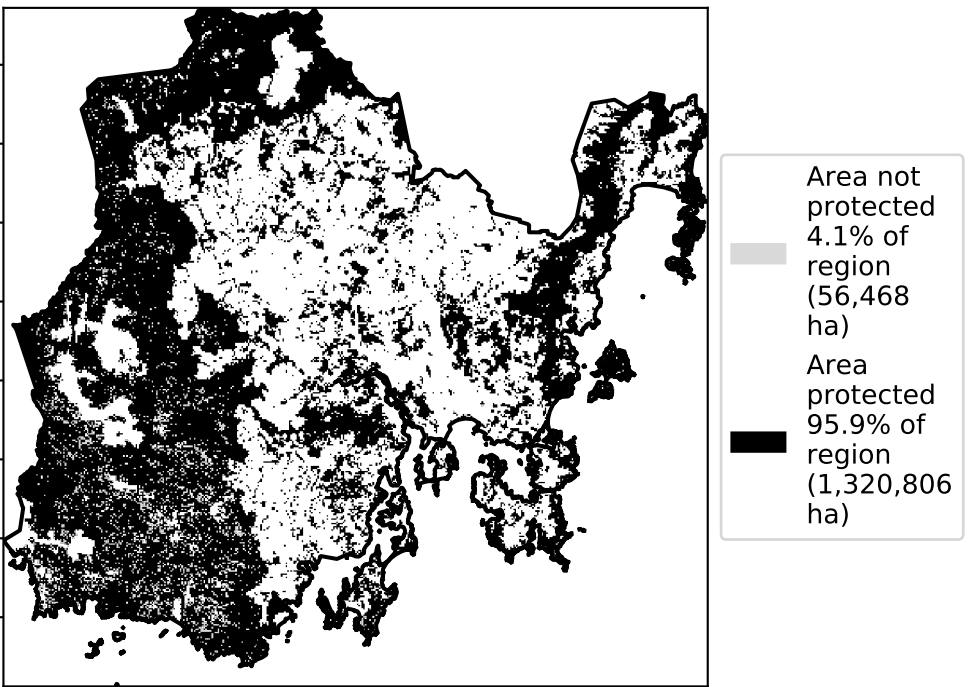 Area not
protected
4.1% of
region
(56,468
ha)
Area
protected
95.9% of
region
(1,320,806
ha)